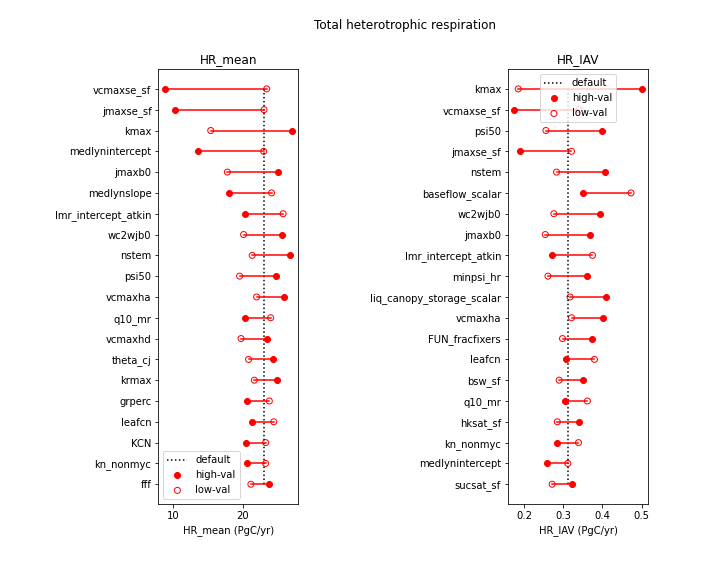 Total heterotrophic respiration
HR_mean
vcmaxse_sf
jmaxse_sf
kmax
medlynintercept
jmaxb0
medlynslope
lmr_intercept_atkin
wc2wjb0
nstem
psi50
vcmaxha
q10_mr
vcmaxhd
theta_cj
krmax
grperc
leafcn
KCN
kn_nonmyc
fff
default
high-val
low-val
10 20
HR_mean (PgC/yr)
HR_IAV
kmax
vcmaxse_sf
psi50
jmaxse_sf
nstem
baseflow_scalar
wc2wjb0
jmaxb0
lmr_intercept_atkin
minpsi_hr
liq_canopy_storage_scalar
vcmaxha
FUN_fracfixers
leafcn
bsw_sf
q10_mr
hksat_sf
kn_nonmyc
medlynintercept
sucsat_sf
default
high-val
low-val
0.2 0.3 0.4 0.5
HR_IAV (PgC/yr)